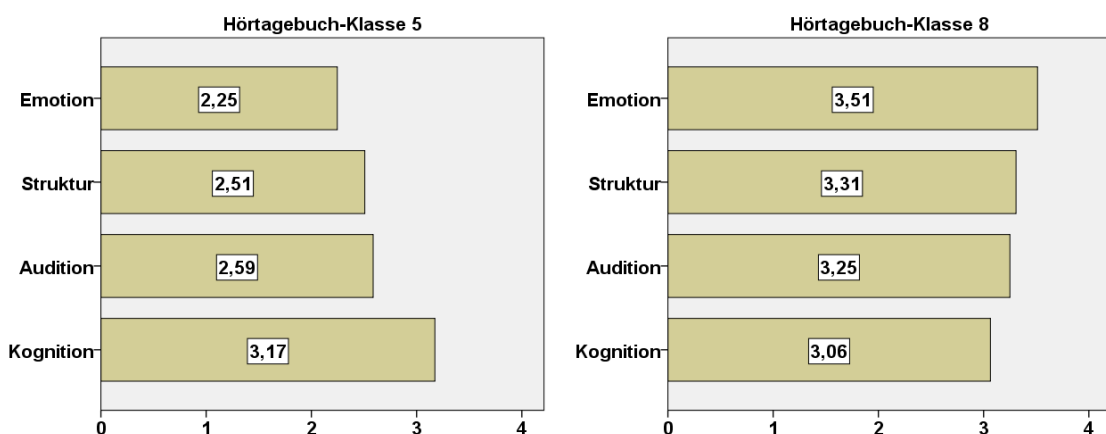 Hörtagebuch-Klasse 5
Emotion
2,25
Struktur
2,51
Audition
2,59
Kognition
3,17
0 1 2 3 4
Hörtagebuch-Klasse 8
Emotion
3,51
Struktur
3,31
Audition
3,25
Kognition
3,06
0 1 2 3 4